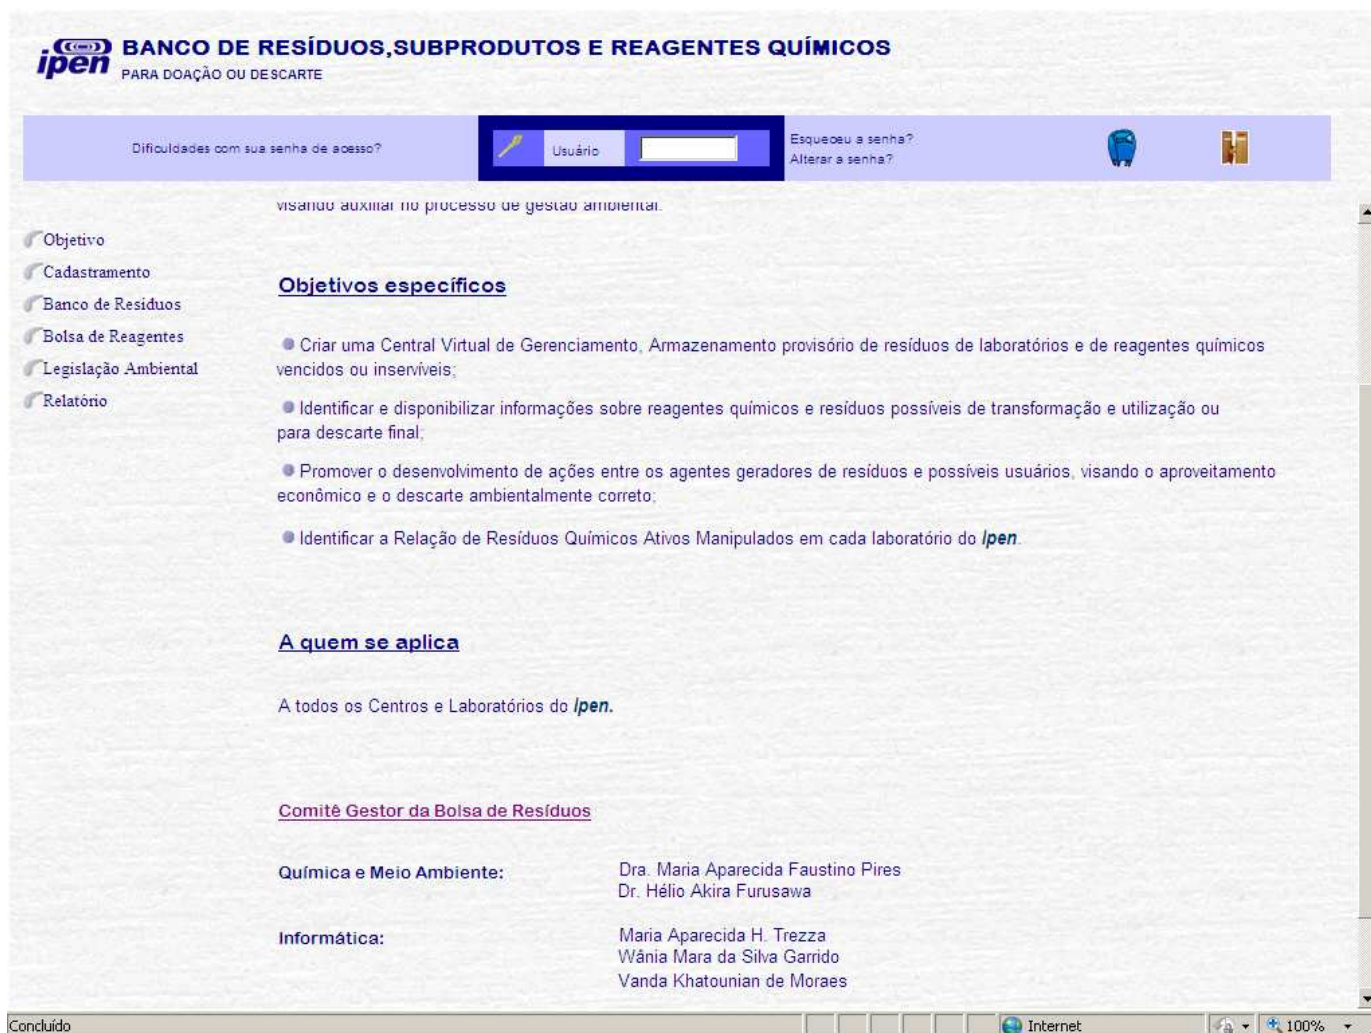 ipen
BANCO DE RESÍDUOS,SUBPRODUTOS E REAGENTES QUÍMICOS
PARA DOAÇÃO OU DESCARTE
Dificuldades com sua senha de acesso?
Usuário
Esqueceu a senha?
Alterar a senha?
visando auxiliar no processo de gestão ambiental.
Objetivo
Cadastramento
Banco de Resíduos
Bolsa de Reagentes
Legislação Ambiental
Relatório
Objetivos específicos
Criar uma Central Virtual de Gerenciamento, Armazenamento provisório de resíduos de laboratórios e de reagentes químicos
vencidos ou inservíveis;
Identificar e disponibilizar informações sobre reagentes químicos e resíduos possíveis de transformação e utilização ou
para descarte final;
Promover o desenvolvimento de ações entre os agentes geradores de resíduos e possíveis usuários, visando o aproveitamento
econômico e o descarte ambientalmente correto;
Identificar a Relação de Resíduos Químicos Ativos Manipulados em cada laboratório do Ipen.
A quem se aplica
A todos os Centros e Laboratórios do Ipen.
Comitê Gestor da Bolsa de Resíduos
Química e Meio Ambiente:
Dra. Maria Aparecida Faustino Pires
Dr. Hélio Akira Furusawa
Informática:
Maria Aparecida H. Trezza
Wânia Mara da Silva Garrido
Vanda Khatounian de Moraes
Concluído
Internet
100%